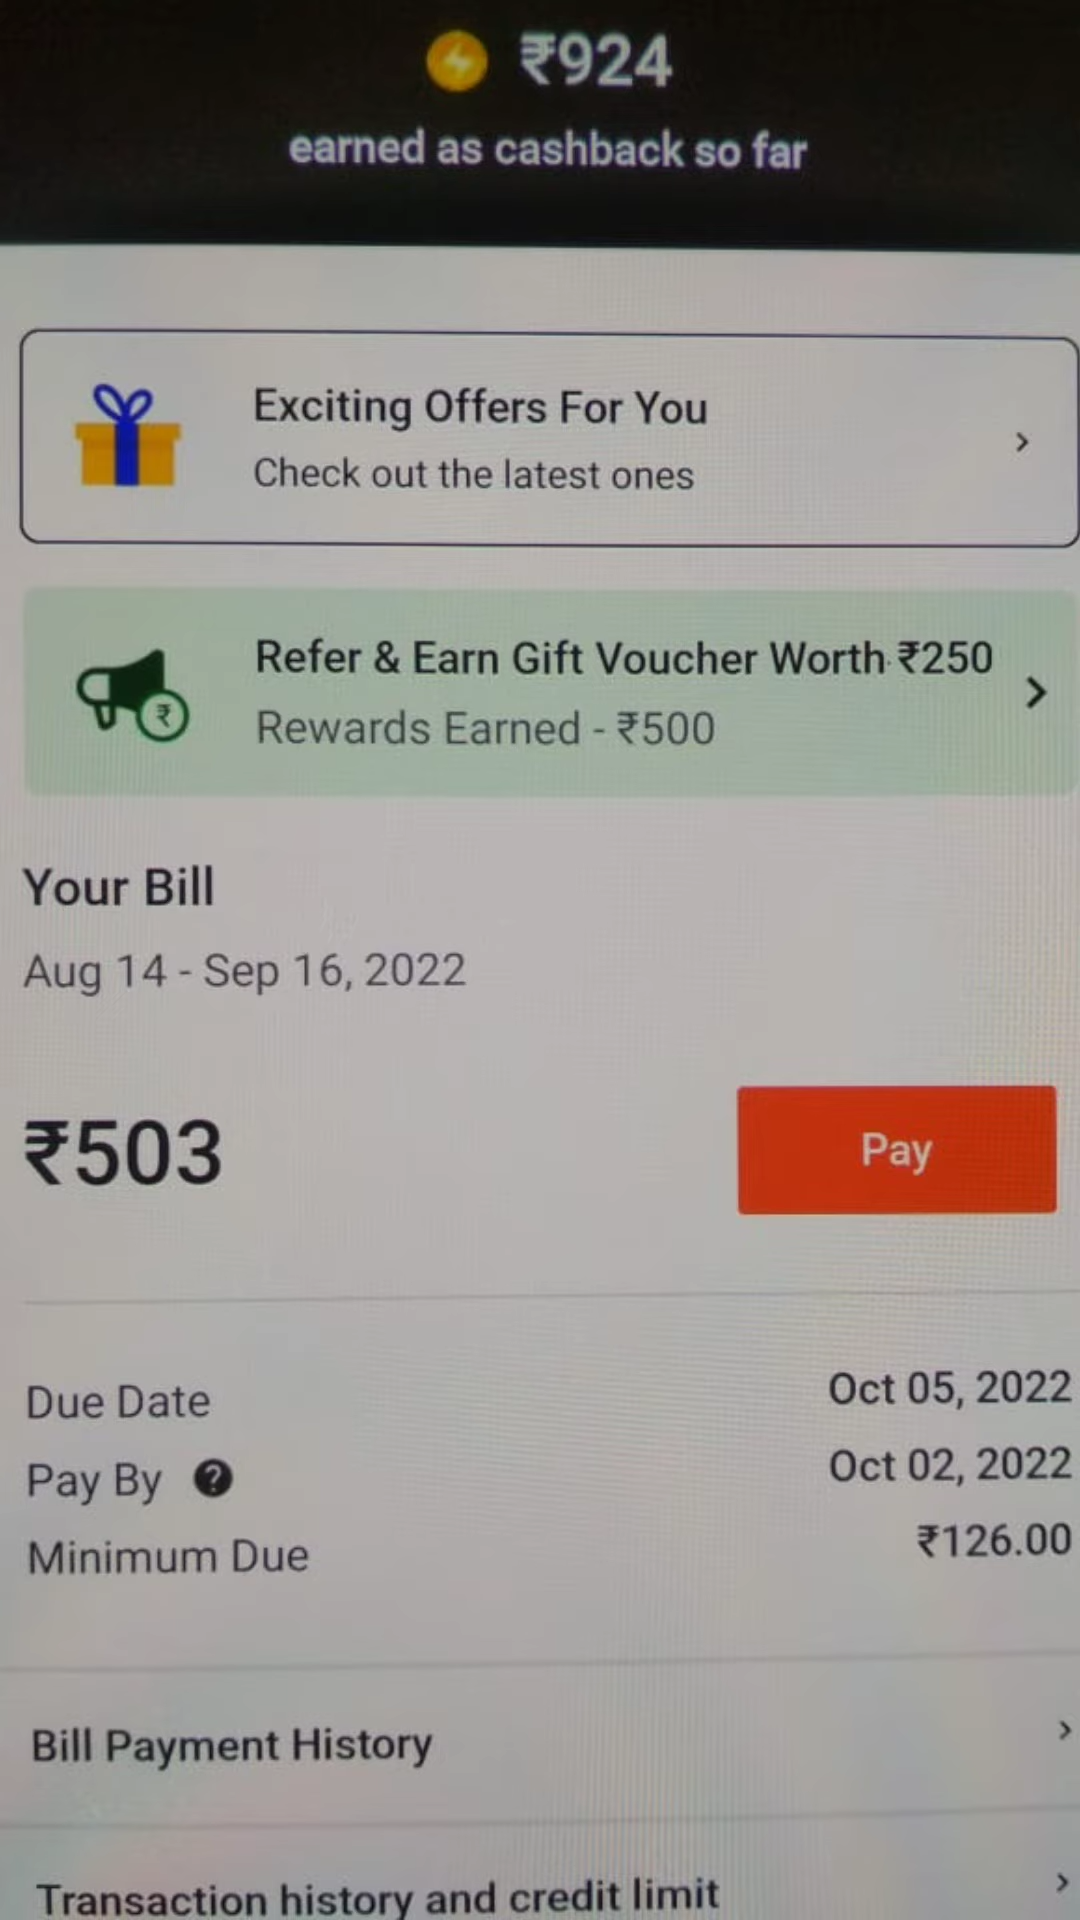 ₹924
earned as cashback so far
Exciting Offers For You
Check out the latest ones
Refer & Earn Gift Voucher Worth ₹250
Rewards Earned - ₹500
₹
Your Bill
Aug 14 - Sep 16, 2022
₹503
Pay
Due Date Oct 05, 2022
Pay By ? Oct 02, 2022
Minimum Due ₹126.00
Bill Payment History
Transaction history and credit limit